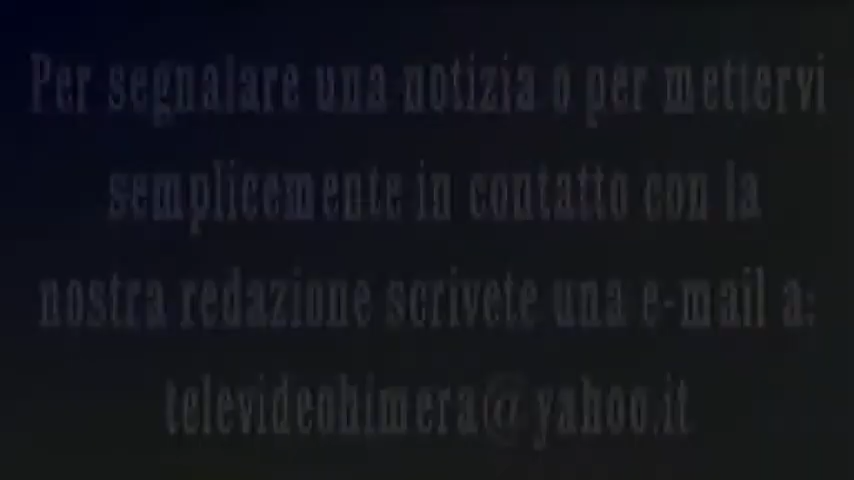 Per segnalare una notizia o per mettervi
semplicemente in contatto con la
nostra redazione scrivete una e-mail a:
televideohimera@yahoo.it